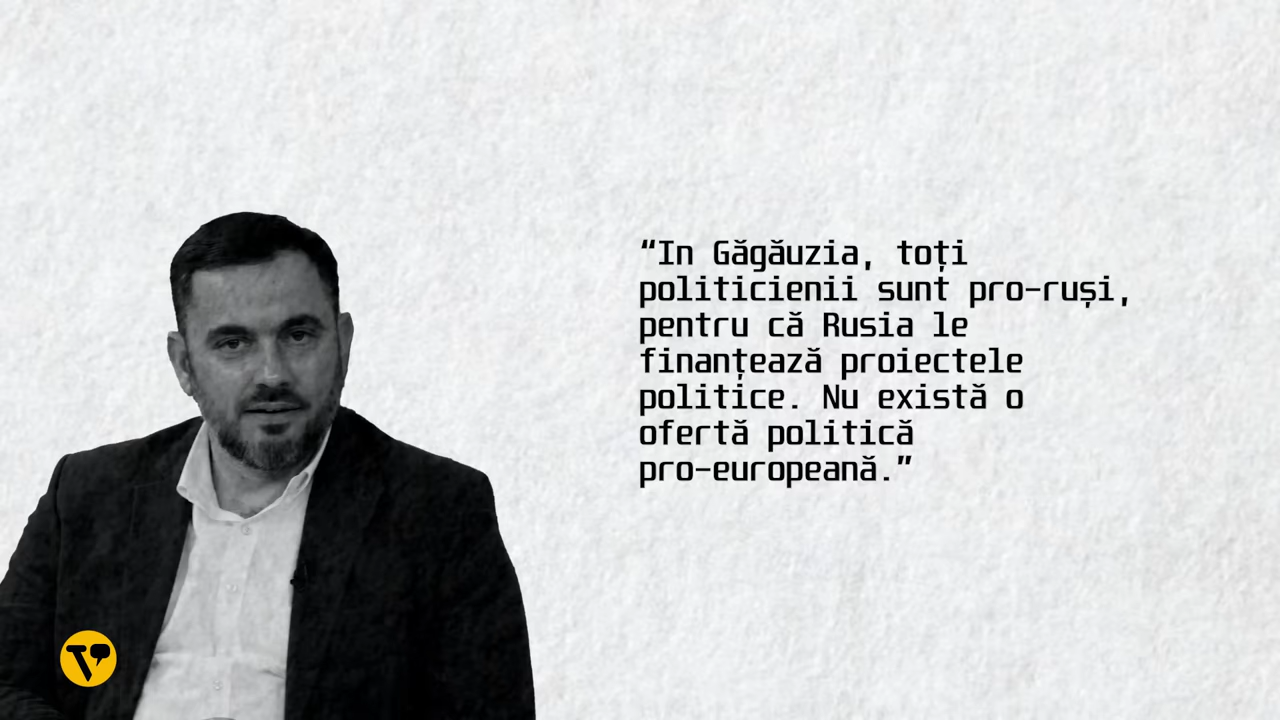 “In Găgăuzia, toți
politicienii sunt pro-ruși,
pentru că Rusia le
finanțează proiectele
politice. Nu există o
ofertă politică
pro-europeană.”